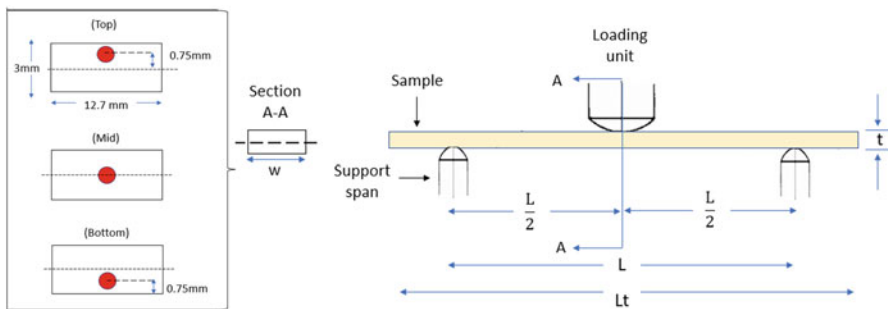 (Top)
0.75mm
3mm
12.7 mm
(Mid)
(Bottom)
0.75mm
Section
A-A
w
Loading
unit
A
Sample
t
Support
span
L
2
L
2
A
L
Lt